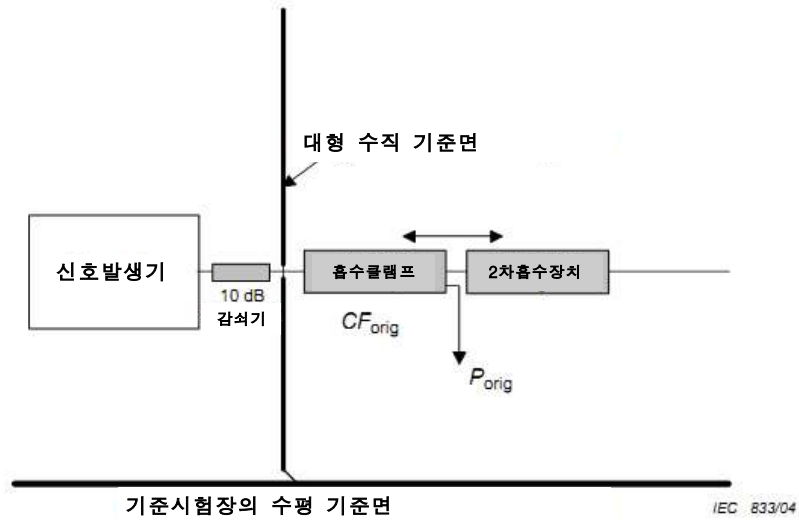 대형 수직 기준면
신호발생기
10 dB
감쇠기
흡수클램프
2차흡수장치
CForig
Porig
기준시험장의 수평 기준면
IEC 833/04